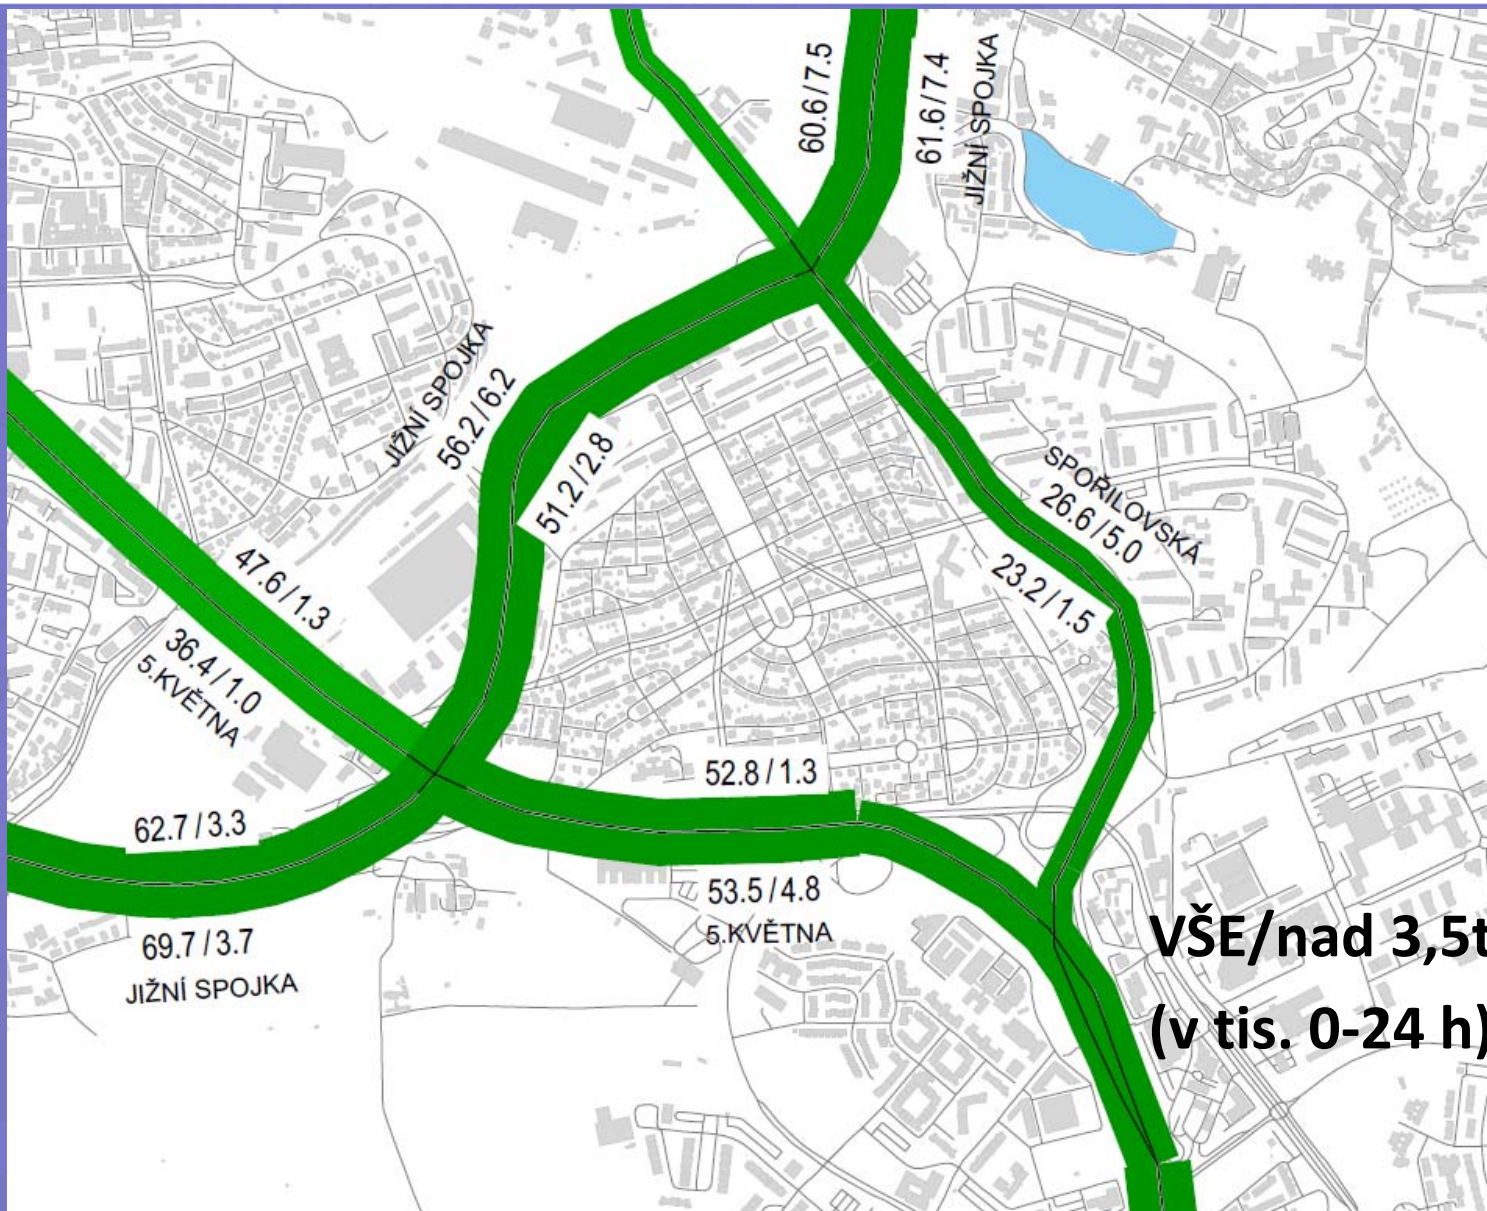 60.6 / 7.5
61.6 / 7.4
JIŽNÍ SPOJKA
JIŽNÍ SPOJKA
56.2 / 6.2
51.2 / 2.8
SPOŘILOVSKÁ
26.6 / 5.0
23.2 / 1.5
47.6 / 1.3
36.4 / 1.0
5.KVĚTNA
52.8 / 1.3
62.7 / 3.3
53.5 / 4.8
5.KVĚTNA
69.7 / 3.7
JIŽNÍ SPOJKA
VŠE/nad 3,5t
(v tis. 0-24 h)